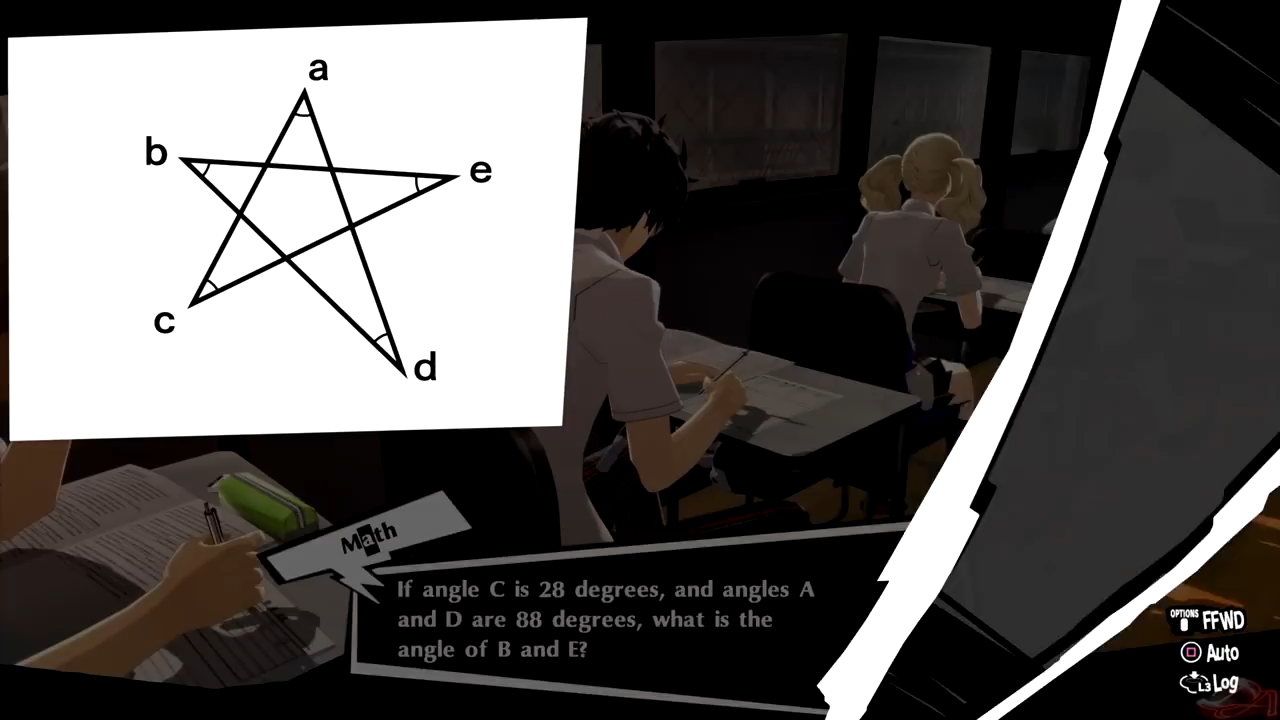 a
b
e
c
d
Math
If angle C is 28 degrees, and angles A
and D are 88 degrees, what is the
angle of B and E?
OPTIONS FFWD
Auto
L3 Log